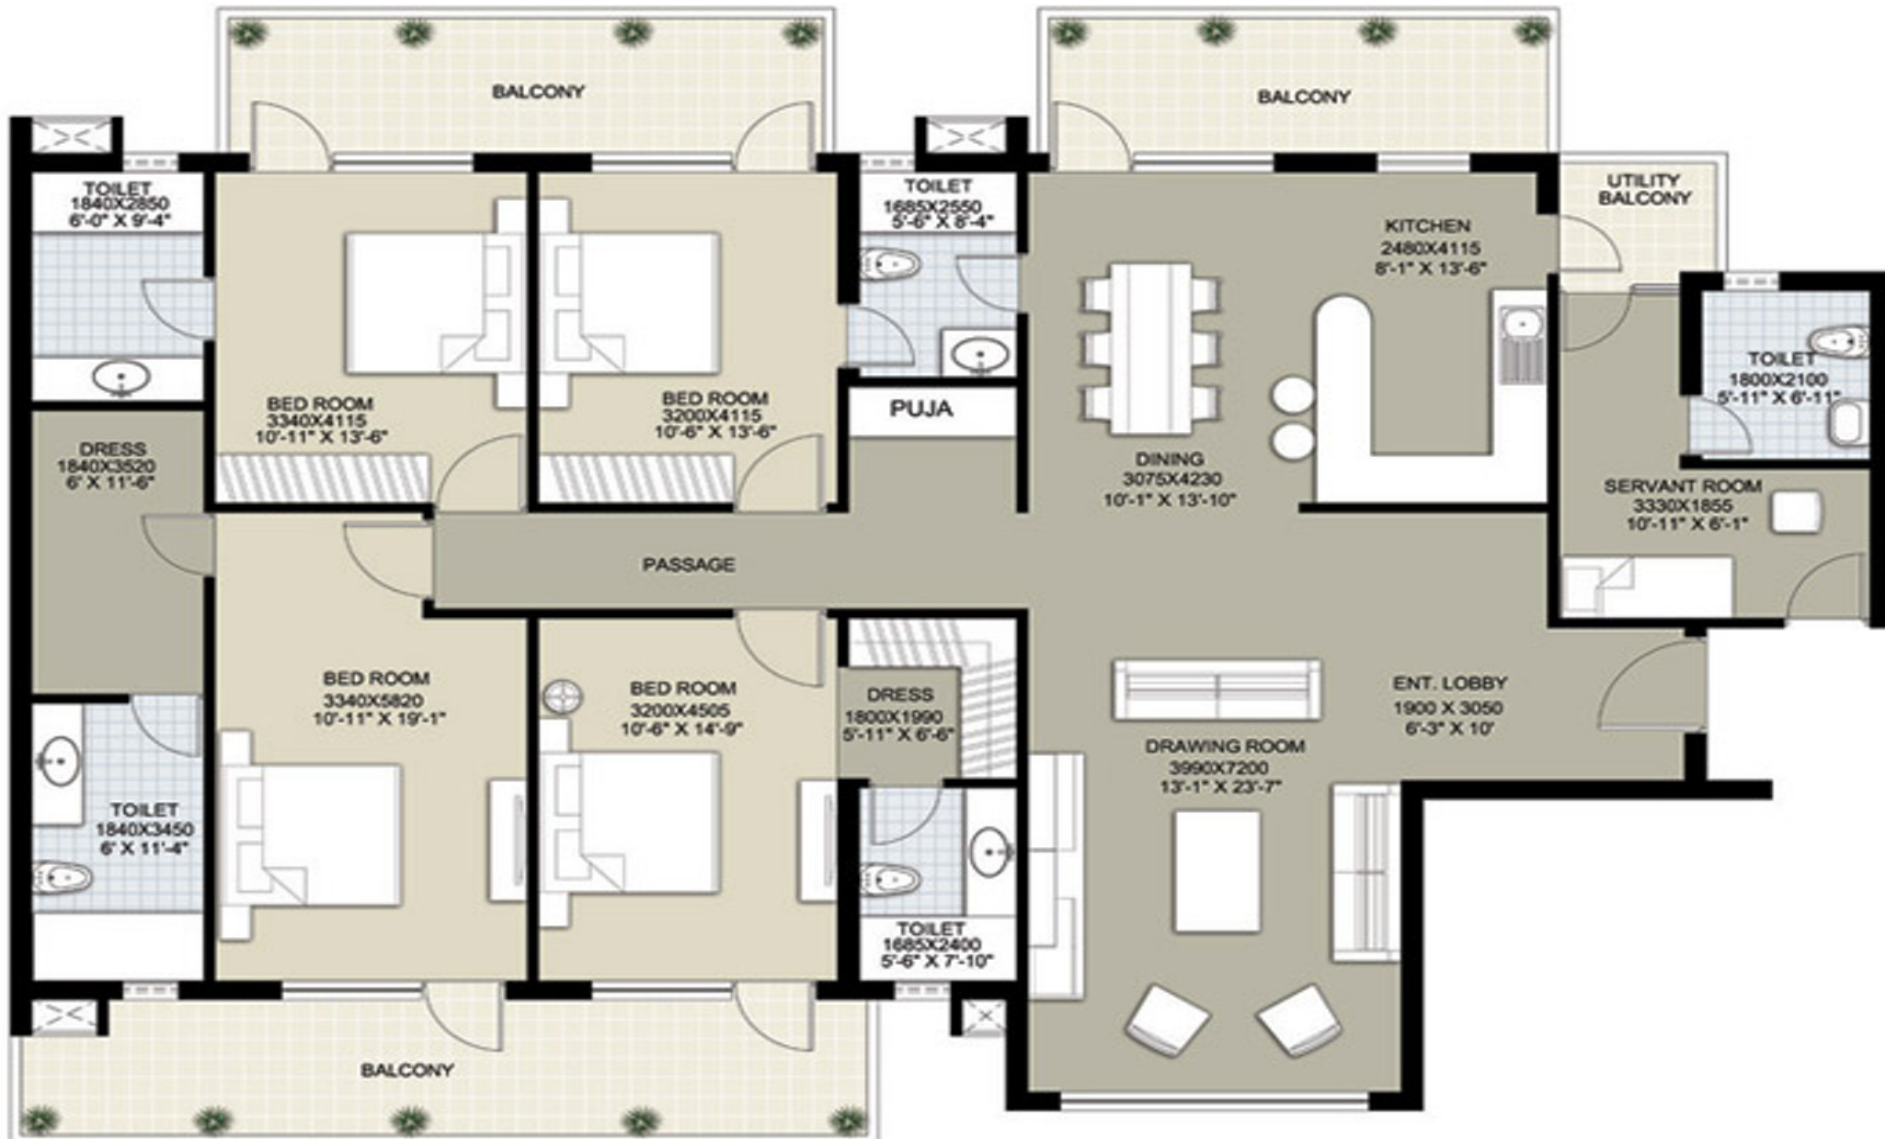 BALCONY
BALCONY
TOILET
1840X2850
6'-0" X 9'-4"
TOILET
1685X2550
5'-6" X 8'-4"
UTILITY
BALCONY
KITCHEN
2480X4115
8'-1" X 13'-6"
BED ROOM
3340X4115
10'-11" X 13'-6"
BED ROOM
3200X4115
10'-6" X 13'-6"
PUJA
TOILET
1800X2100
5'-11" X 6'-11"
DRESS
1840X3520
6' X 11'-6"
DINING
3075X4230
10'-1" X 13'-10"
SERVANT ROOM
3330X1855
10'-11" X 6'-1"
PASSAGE
BED ROOM
3340X5820
10'-11" X 19'-1"
BED ROOM
3200X4505
10'-6" X 14'-9"
DRESS
1800X1990
5'-11" X 6'-6"
ENT. LOBBY
1900 X 3050
6'-3" X 10'
DRAWING ROOM
3990X7200
13'-1" X 23'-7"
TOILET
1840X3450
6' X 11'-4"
TOILET
1685X2400
5'-6" X 7'-10"
BALCONY